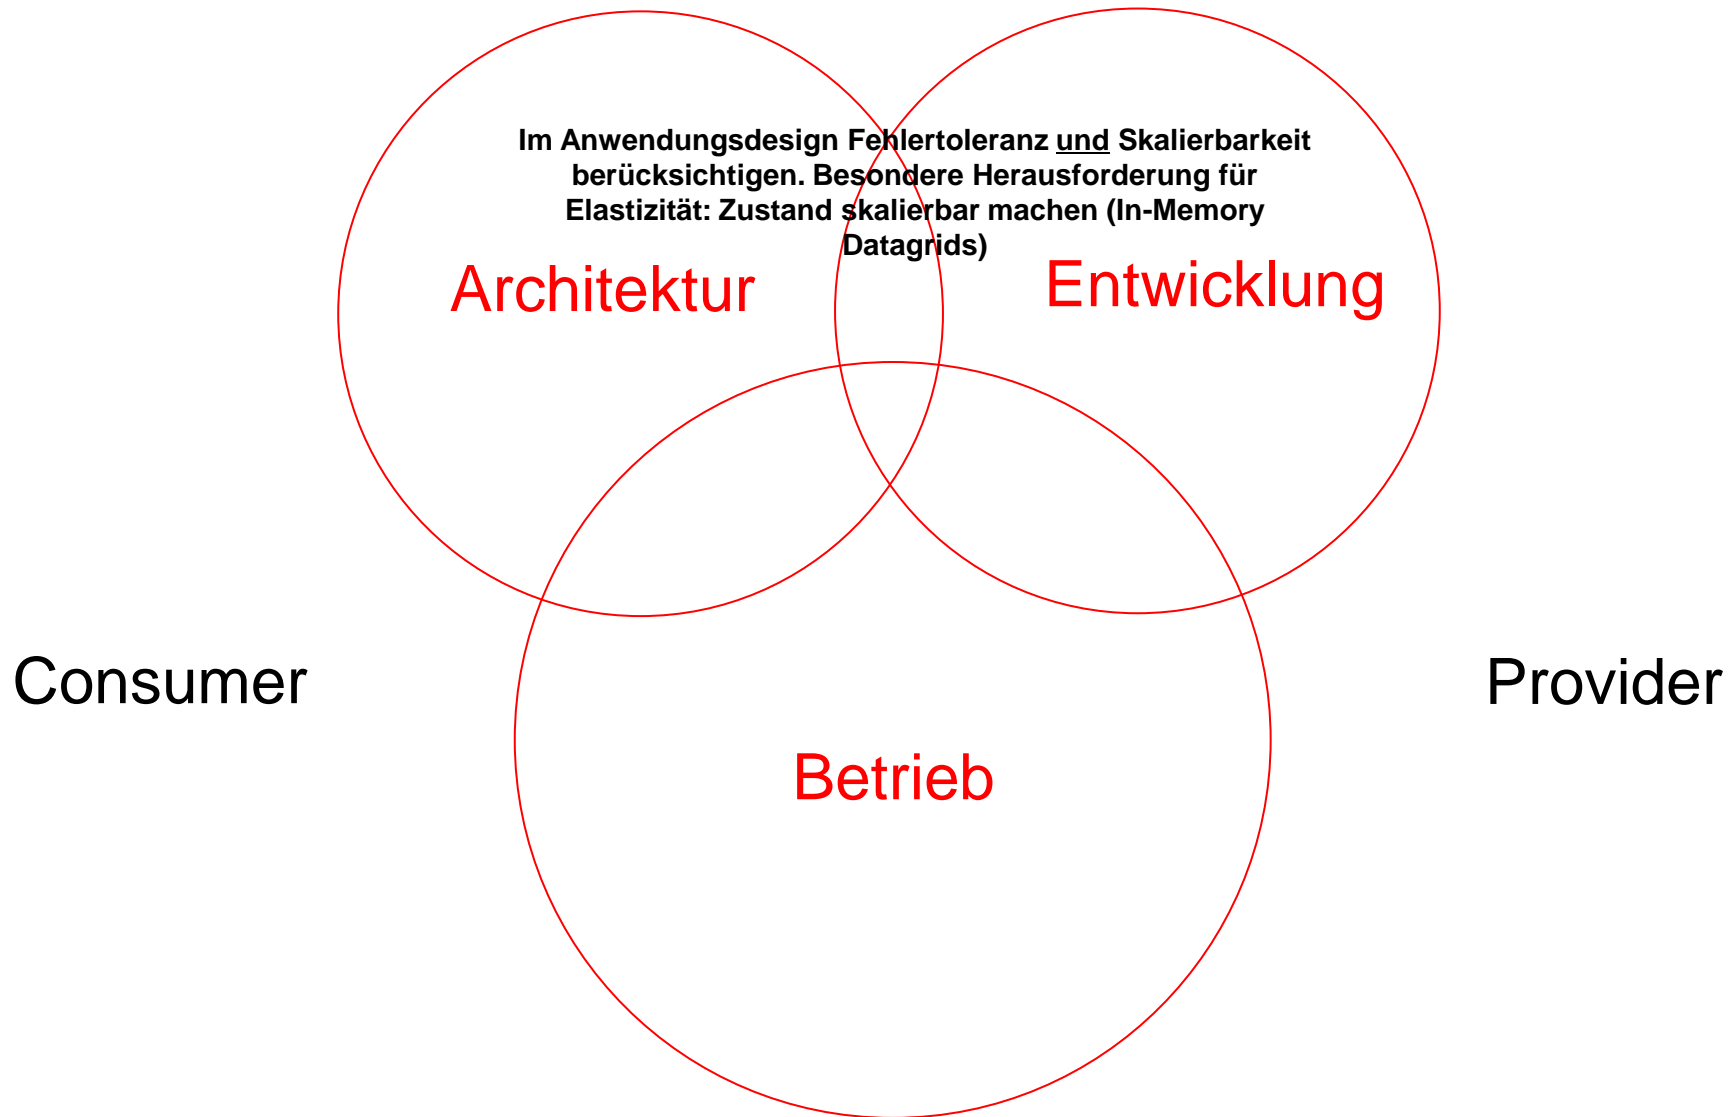 Im Anwendungsdesign Fehlertoleranz und Skalierbarkeit
berücksichtigen. Besondere Herausforderung für
Elastizität: Zustand skalierbar machen (In-Memory
Datagrids)
Architektur
Entwicklung
Consumer
Provider
Betrieb